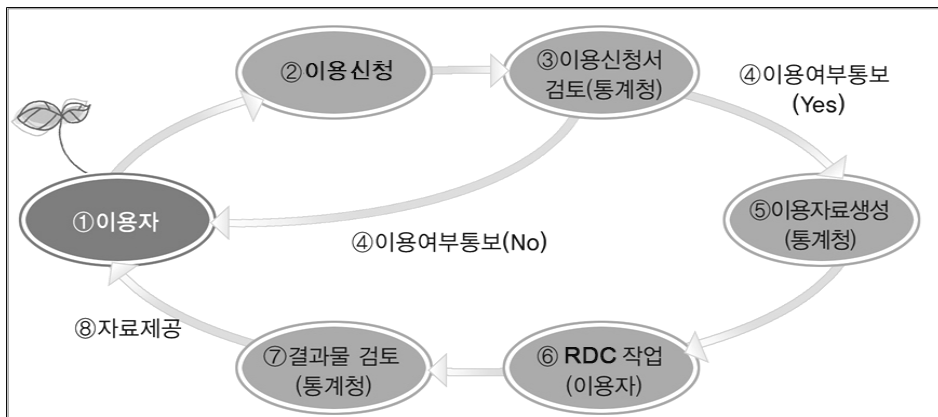 ①이용자
②이용신청
③이용신청서
검토(통계청)
④이용여부통보
(Yes)
④이용여부통보(No)
⑤이용자료생성
(통계청)
⑥ RDC 작업
(이용자)
⑦결과물 검토
(통계청)
⑧자료제공